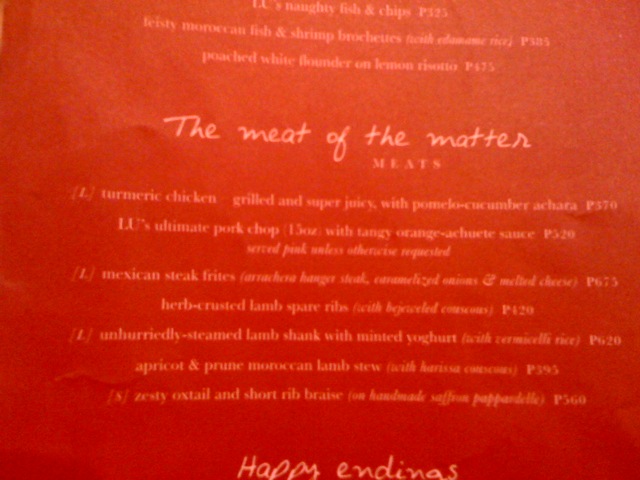 LU's naughty fish & chips P325
feisty moroccan fish & shrimp brochettes (with edamame rice) P385
poached white flounder on lemon risotto P475
The meat of the matter
MEATS
[L] turmeric chicken - grilled and super juicy, with pomelo-cucumber achara P370
LU's ultimate pork chop (15oz) with tangy orange-achuete sauce P520
served pink unless otherwise requested
[L] mexican steak frites (arrachera hanger steak, caramelized onions & melted cheese) P675
herb-crusted lamb spare ribs (with bejeweled couscous) P420
[L] unhurriedly-steamed lamb shank with minted yoghurt (with vermicelli rice) P620
apricot & prune moroccan lamb stew (with harissa couscous) P395
[S] zesty oxtail and short rib braise (on handmade saffron pappardelle) P560
Happy endings